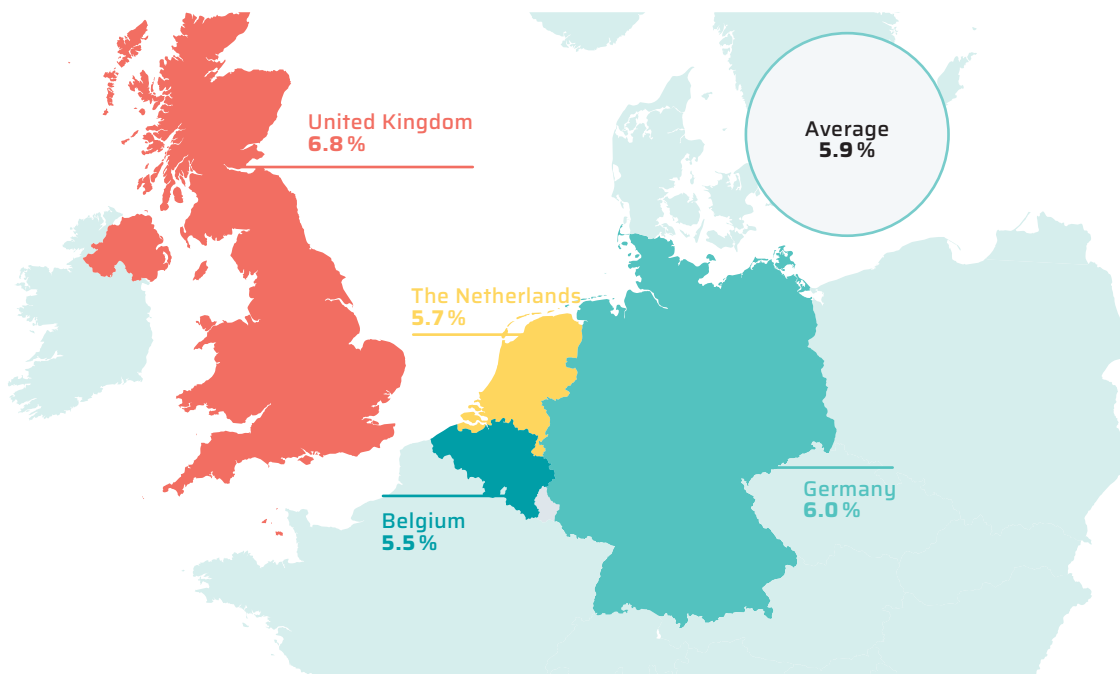 United Kingdom
6.8 %
Average
5.9 %
The Netherlands
5.7 %
Germany
6.0 %
Belgium
5.5 %